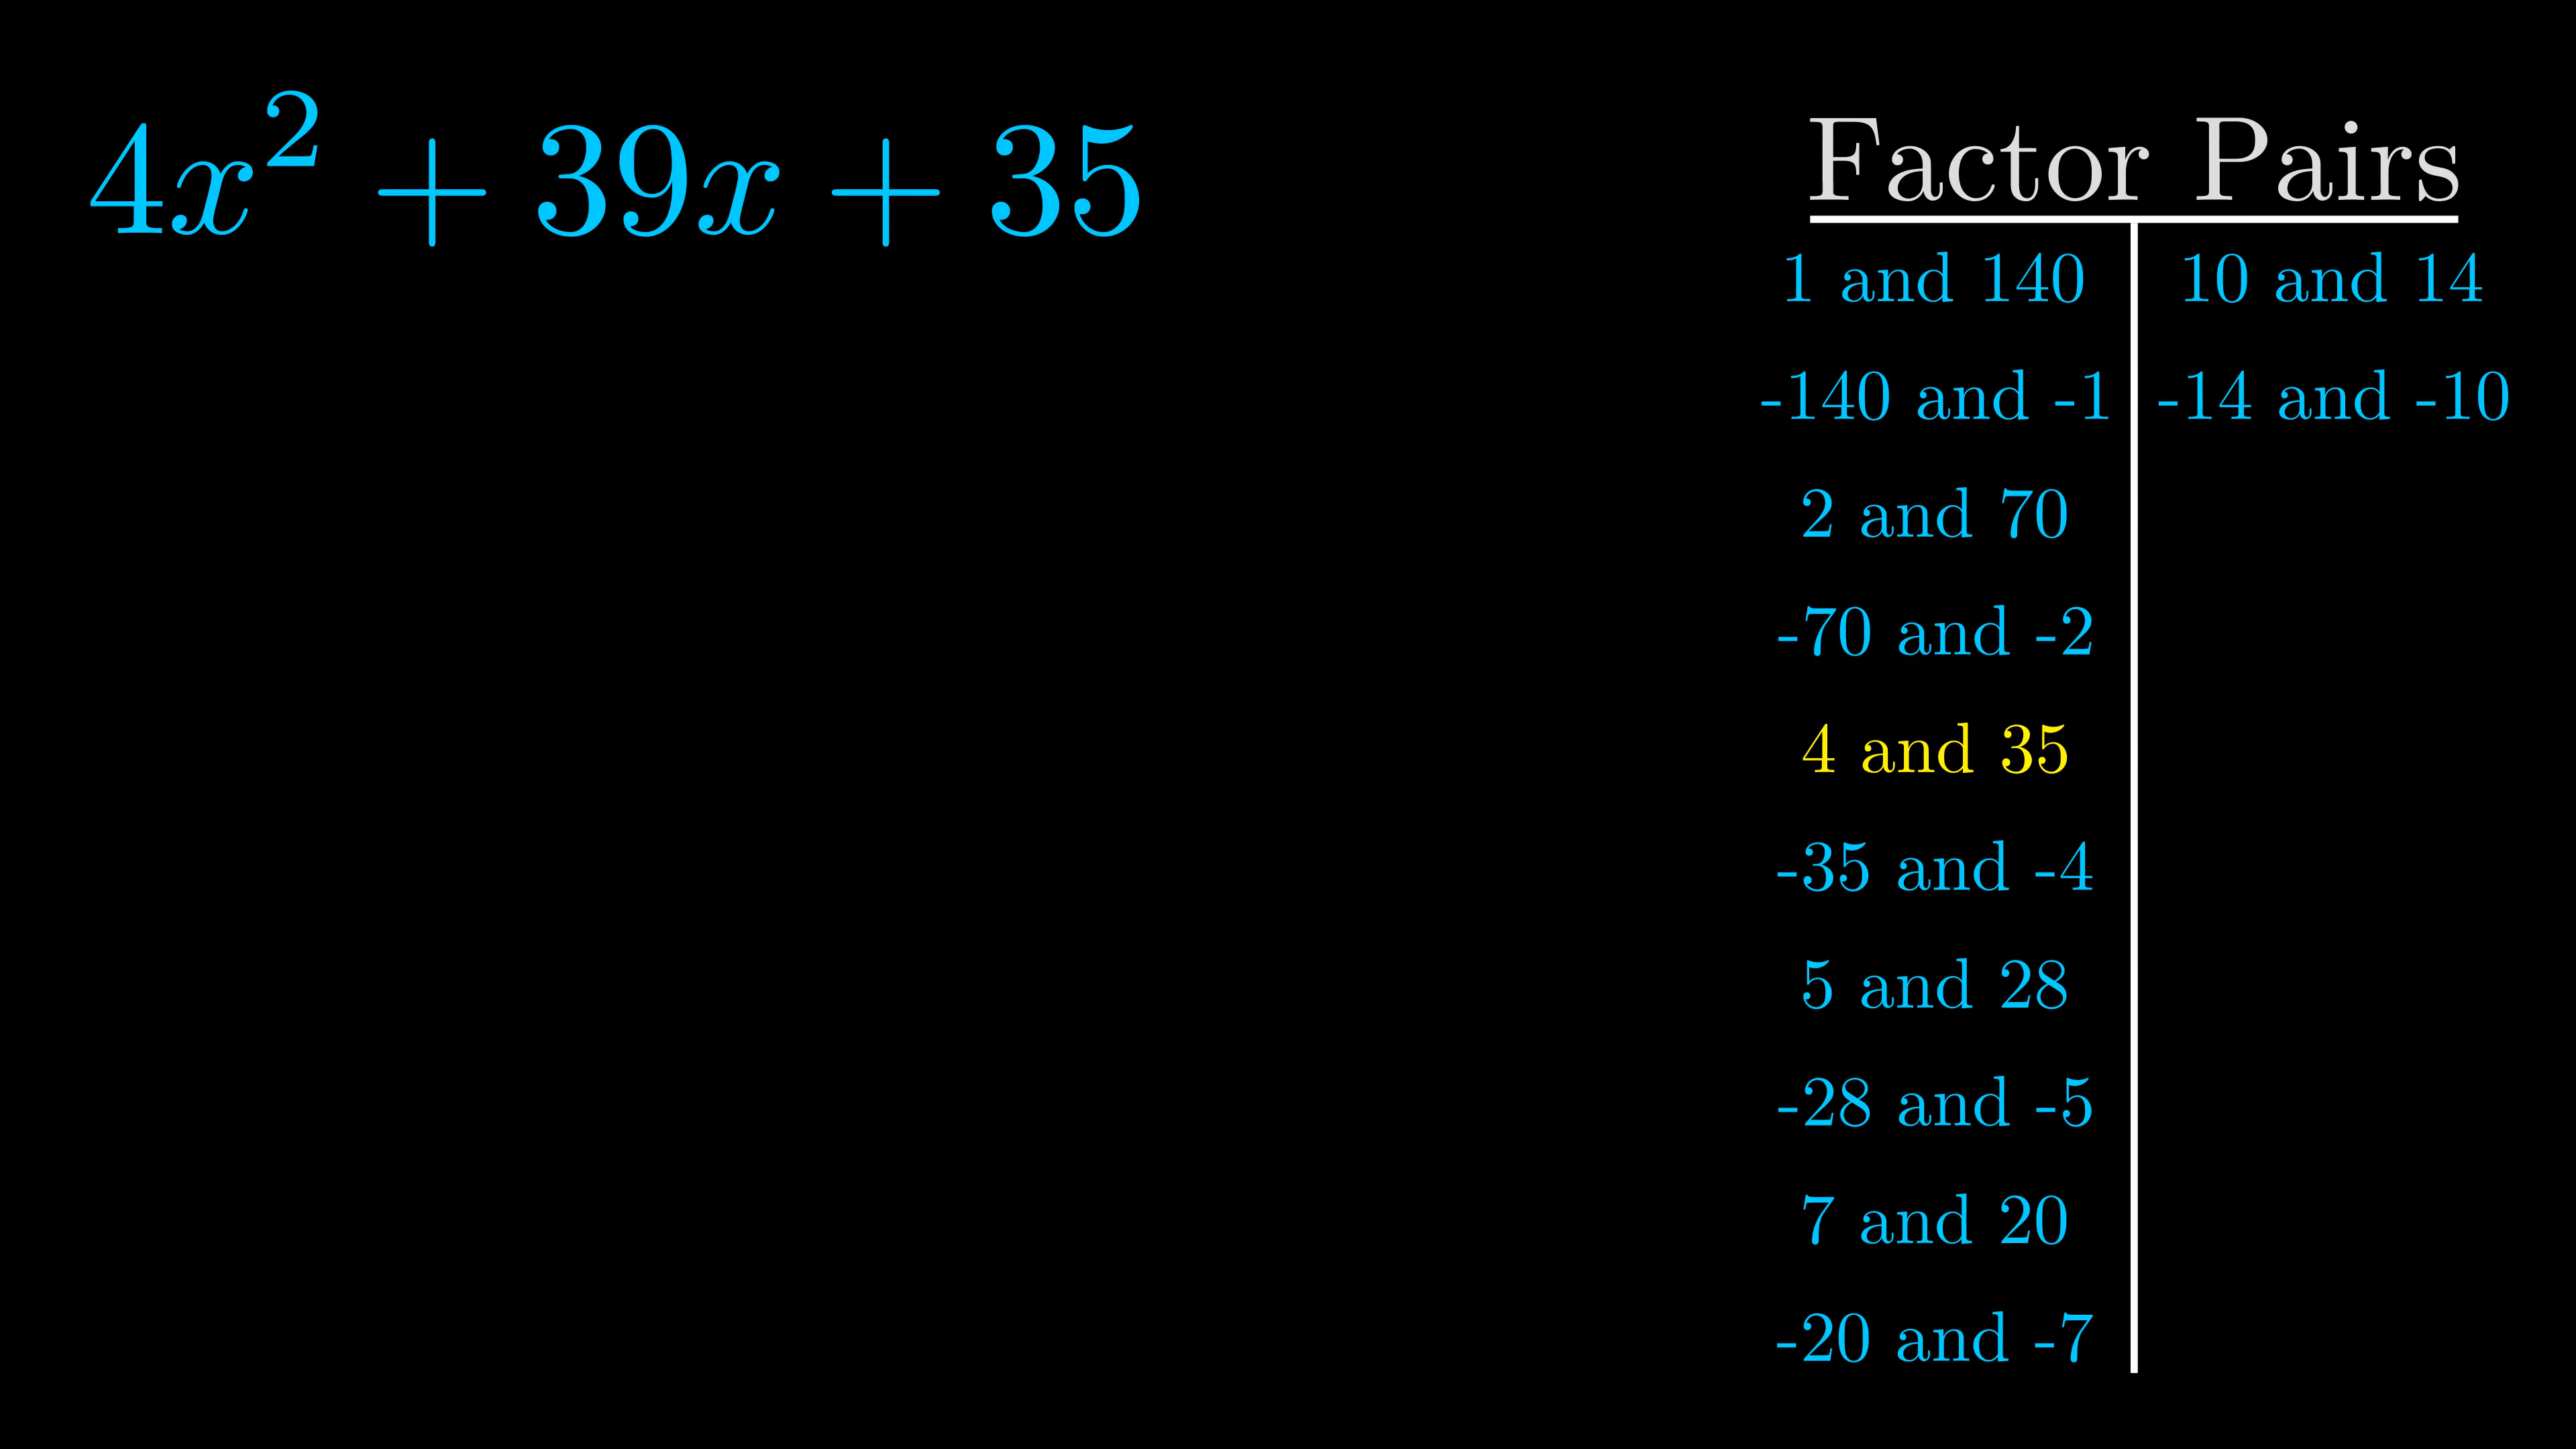 4x² + 39x + 35
Factor Pairs
1 and 140
-140 and -1
2 and 70
-70 and -2
4 and 35
-35 and -4
5 and 28
-28 and -5
7 and 20
-20 and -7
10 and 14
-14 and -10